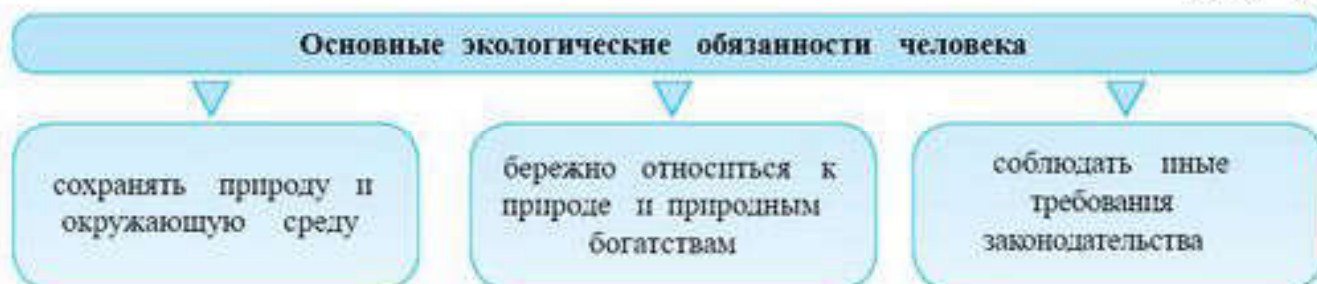 Основные экологические обязанности человека
сохранять природу и
окружающую среду
бережно относиться к
природе и природным
богатствам
соблюдать иные
требования
законодательства